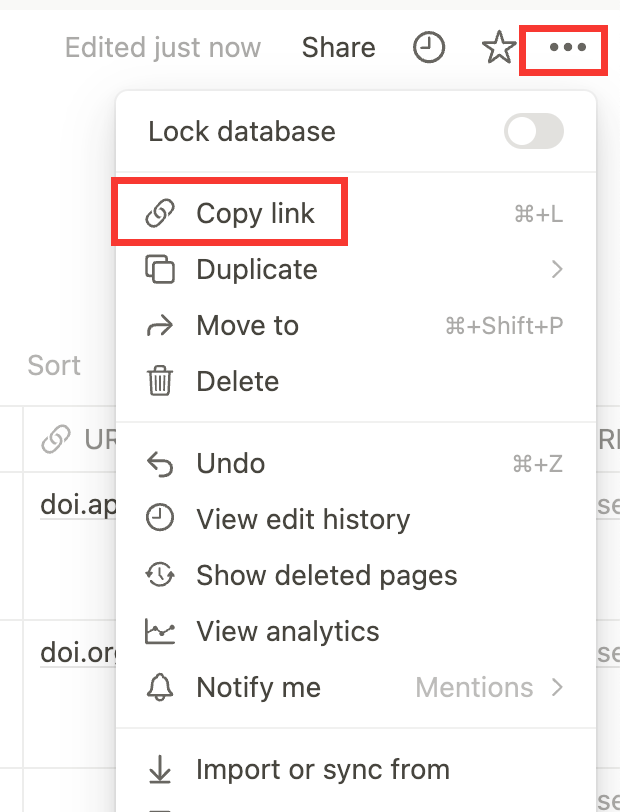 Edited just now Share
Lock database
Copy link ⌘+L
Duplicate
Move to ⌘+Shift+P
Sort
Delete
UR
Undo ⌘+Z
doi.ap
View edit history
Show deleted pages
View analytics
doi.org
Notify me Mentions
Import or sync from